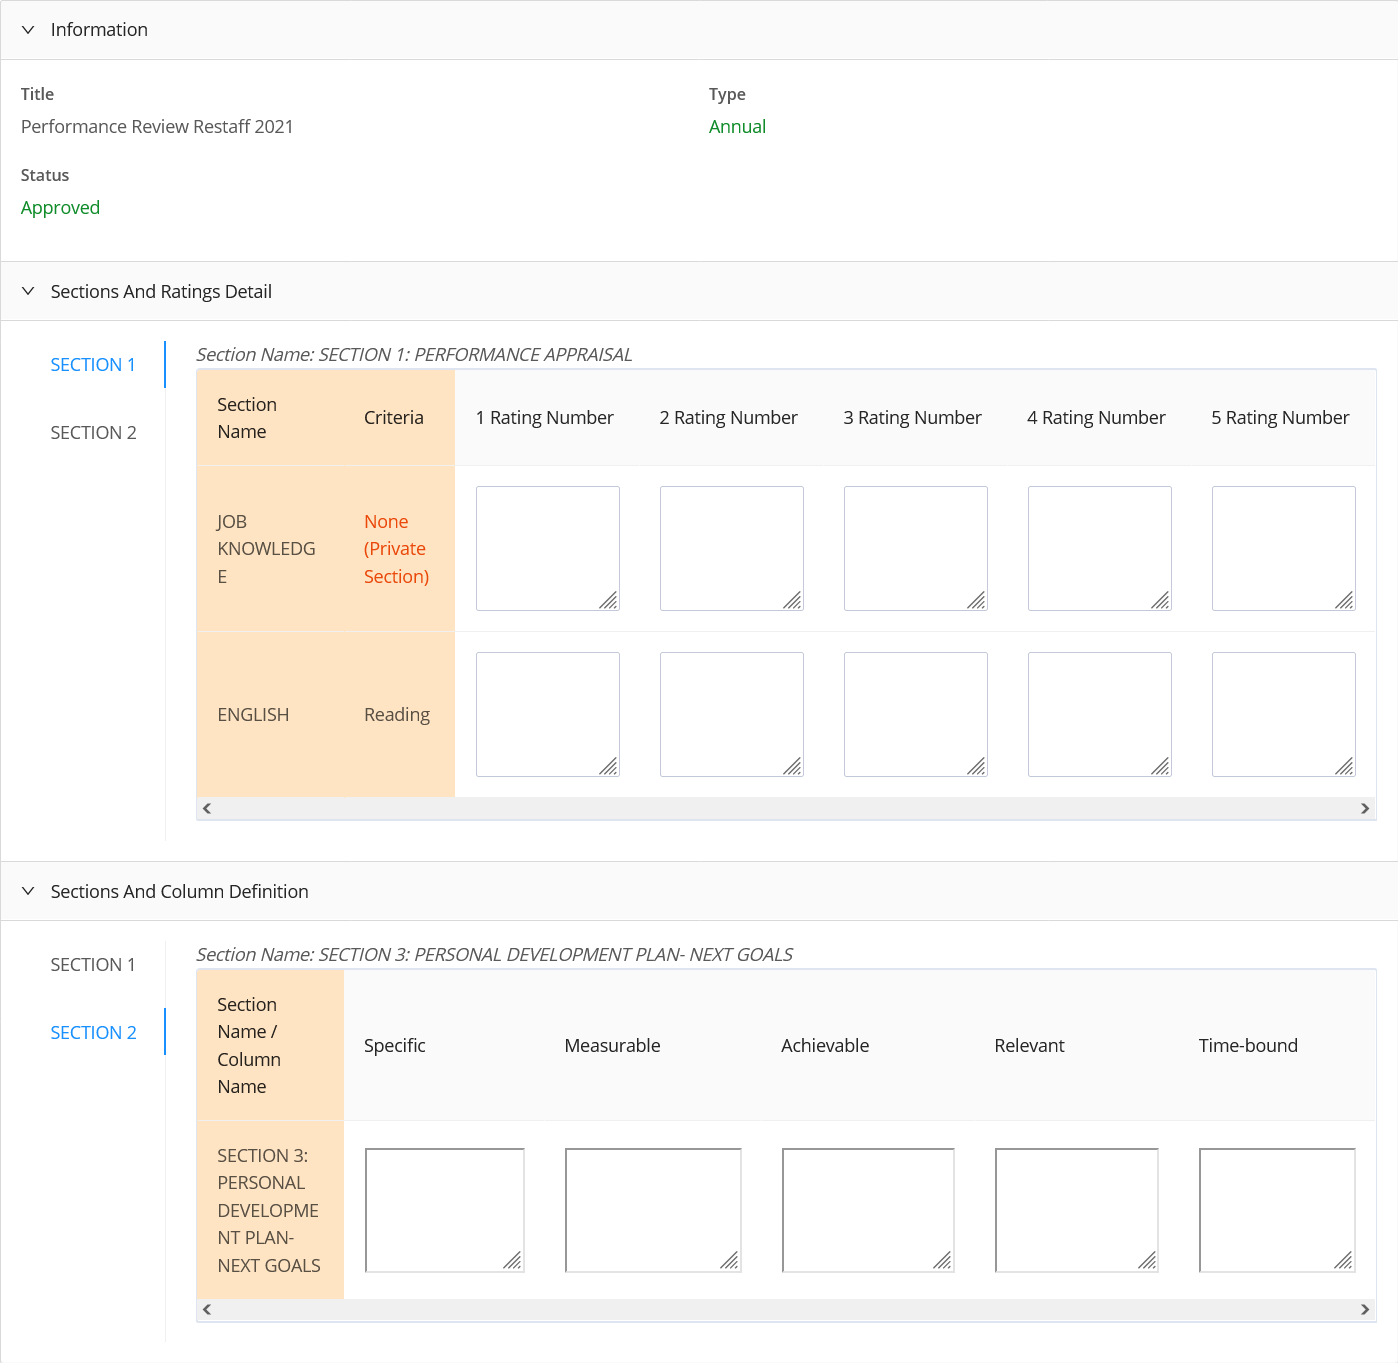 Information
Title
Type
Performance Review Restaff 2021
Annual
Status
Approved
Sections And Ratings Detail
SECTION 1
SECTION 2
Section Name: SECTION 1: PERFORMANCE APPRAISAL
Section
Name
Criteria
1 Rating Number
2 Rating Number
3 Rating Number
4 Rating Number
5 Rating Number
JOB
KNOWLEDG
E
None
(Private
Section)
ENGLISH
Reading
Sections And Column Definition
SECTION 1
SECTION 2
Section Name: SECTION 3: PERSONAL DEVELOPMENT PLAN- NEXT GOALS
Section
Name /
Column
Name
Specific
Measurable
Achievable
Relevant
Time-bound
SECTION 3:
PERSONAL
DEVELOPME
NT PLAN-
NEXT GOALS